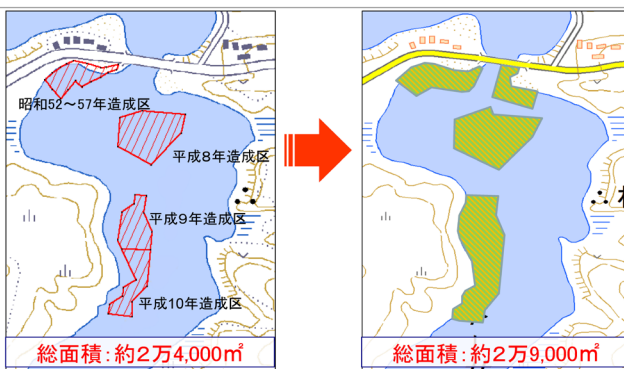 昭和52～57年造成区
平成8年造成区
平成9年造成区
平成10年造成区
総面積：約2万4,000㎡
総面積：約2万9,000㎡